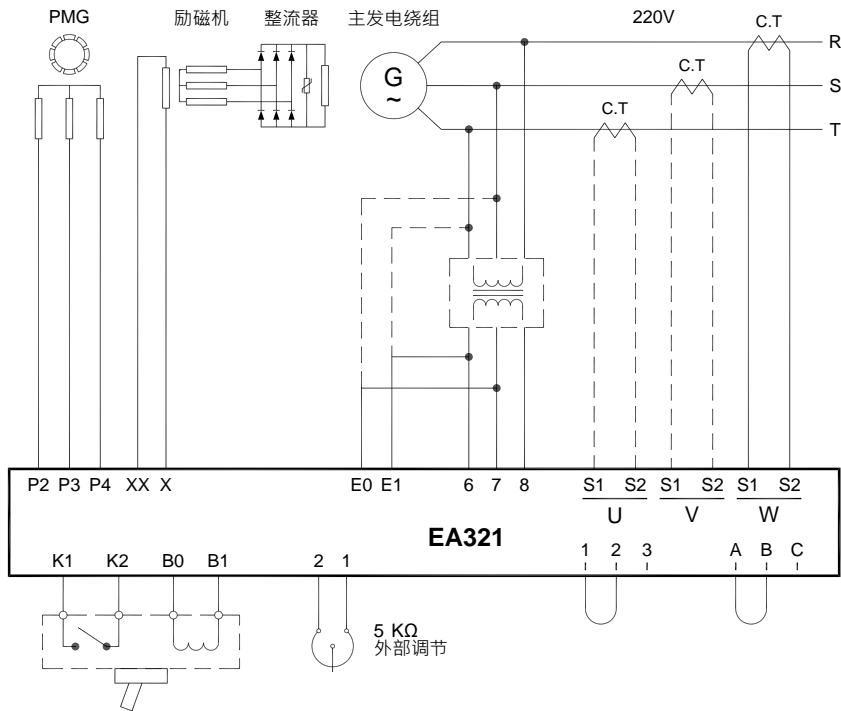 PMG 励磁机 整流器 主发电绕组 220V C.T
R
C.T
S
C.T
T
G
~
P2 P3 P4 XX X E0 E1 6 7 8 S1 S2 S1 S2 S1 S2
U V W
EA321
K1 K2 B0 B1 2 1 1 2 3 A B C
5 KΩ
外部调节